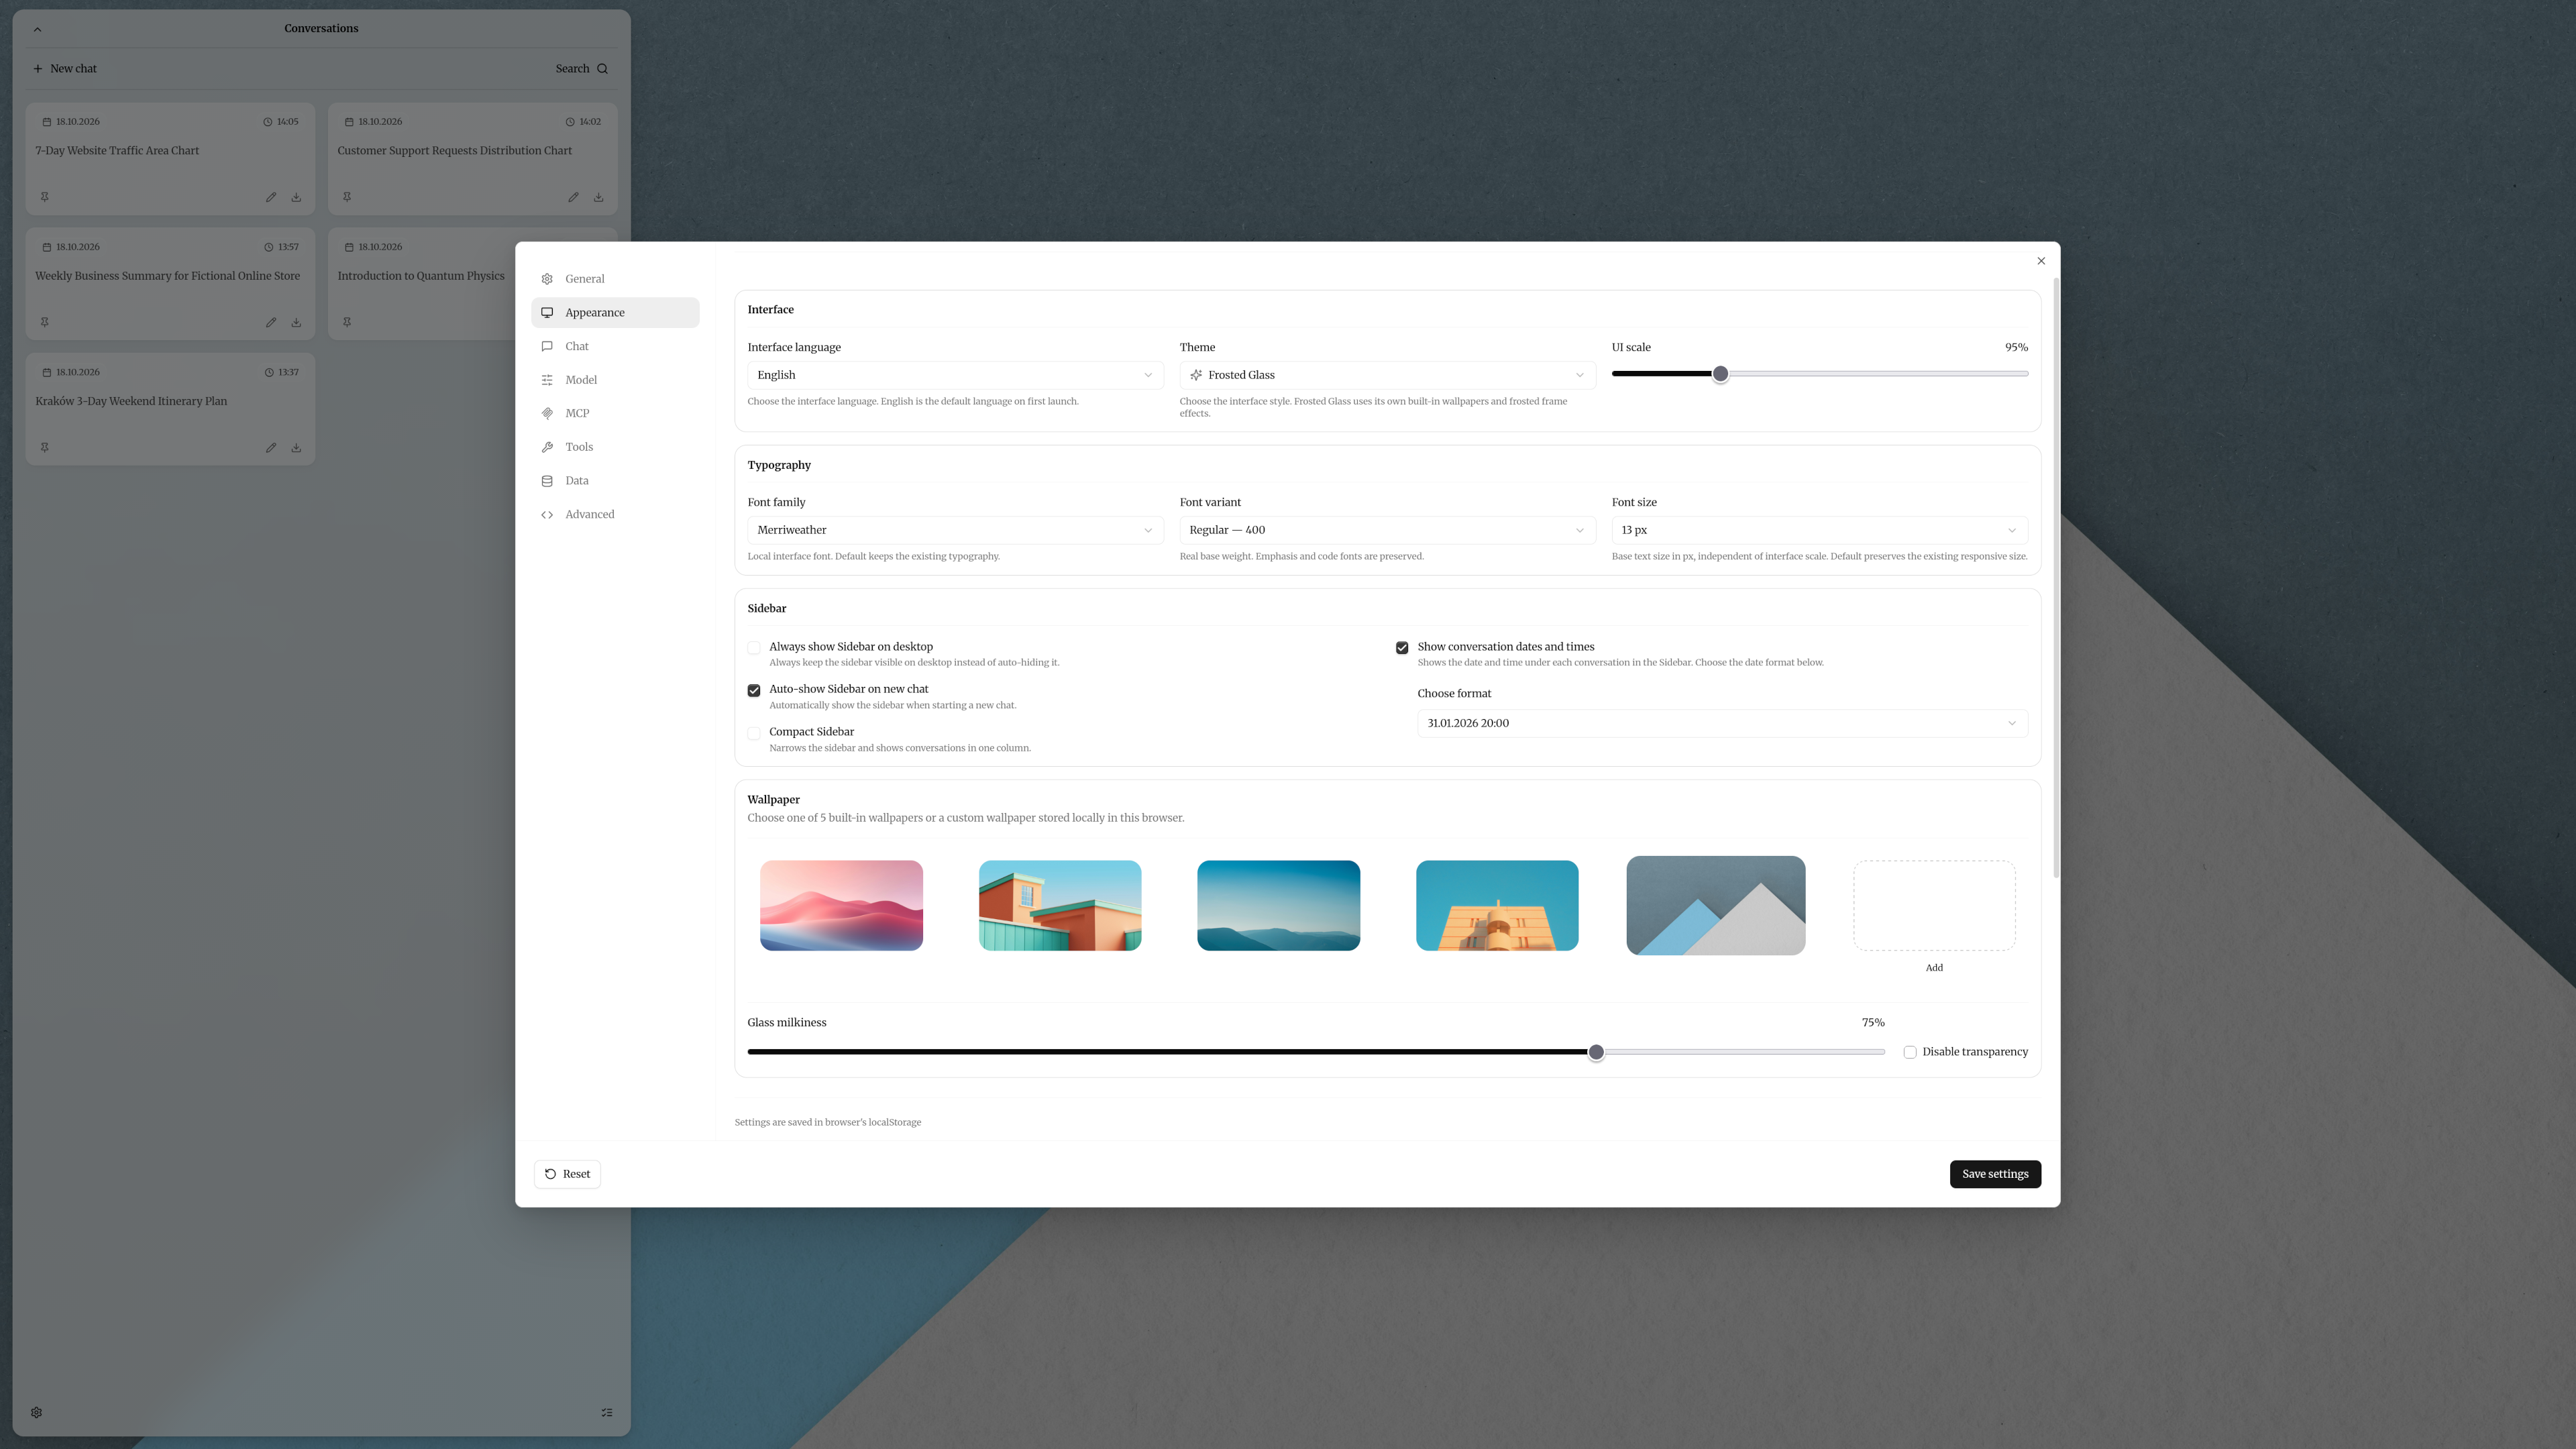 Conversations
New chat
Search
18.10.2026
14:05
7-Day Website Traffic Area Chart
18.10.2026
14:02
Customer Support Requests Distribution Chart
18.10.2026
13:57
Weekly Business Summary for Fictional Online Store
18.10.2026
Introduction to Quantum Physics
18.10.2026
13:37
Kraków 3-Day Weekend Itinerary Plan
General
Appearance
Chat
Model
MCP
Tools
Data
Advanced
Interface
Interface language
English
Choose the interface language. English is the default language on first launch.
Theme
Frosted Glass
Choose the interface style. Frosted Glass uses its own built-in wallpapers and frosted frame
effects.
UI scale
95%
Typography
Font family
Merriweather
Local interface font. Default keeps the existing typography.
Font variant
Regular — 400
Real base weight. Emphasis and code fonts are preserved.
Font size
13 px
Base text size in px, independent of interface scale. Default preserves the existing responsive size.
Sidebar
Always show Sidebar on desktop
Always keep the sidebar visible on desktop instead of auto-hiding it.
Auto-show Sidebar on new chat
Automatically show the sidebar when starting a new chat.
Compact Sidebar
Narrows the sidebar and shows conversations in one column.
Show conversation dates and times
Shows the date and time under each conversation in the Sidebar. Choose the date format below.
Choose format
31.01.2026 20:00
Wallpaper
Choose one of 5 built-in wallpapers or a custom wallpaper stored locally in this browser.
Add
Glass milkiness
75%
Disable transparency
Settings are saved in browser's localStorage
Reset
Save settings